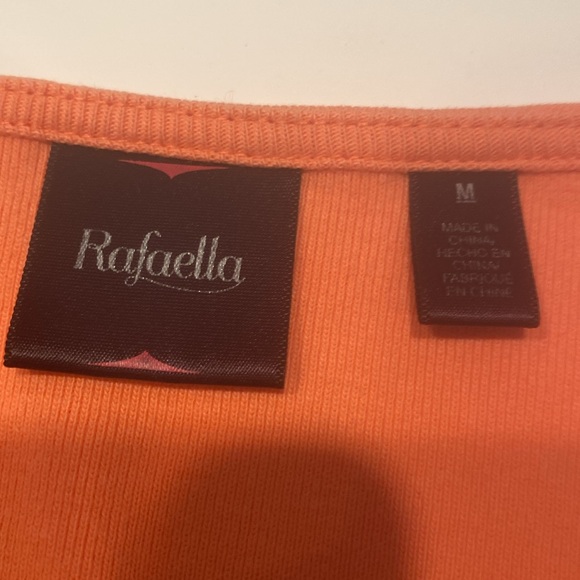 Rafaella
M
MADE IN
CHINA,
HECHO EN
CHINA/
FABRIQUÉ
EN CHINE